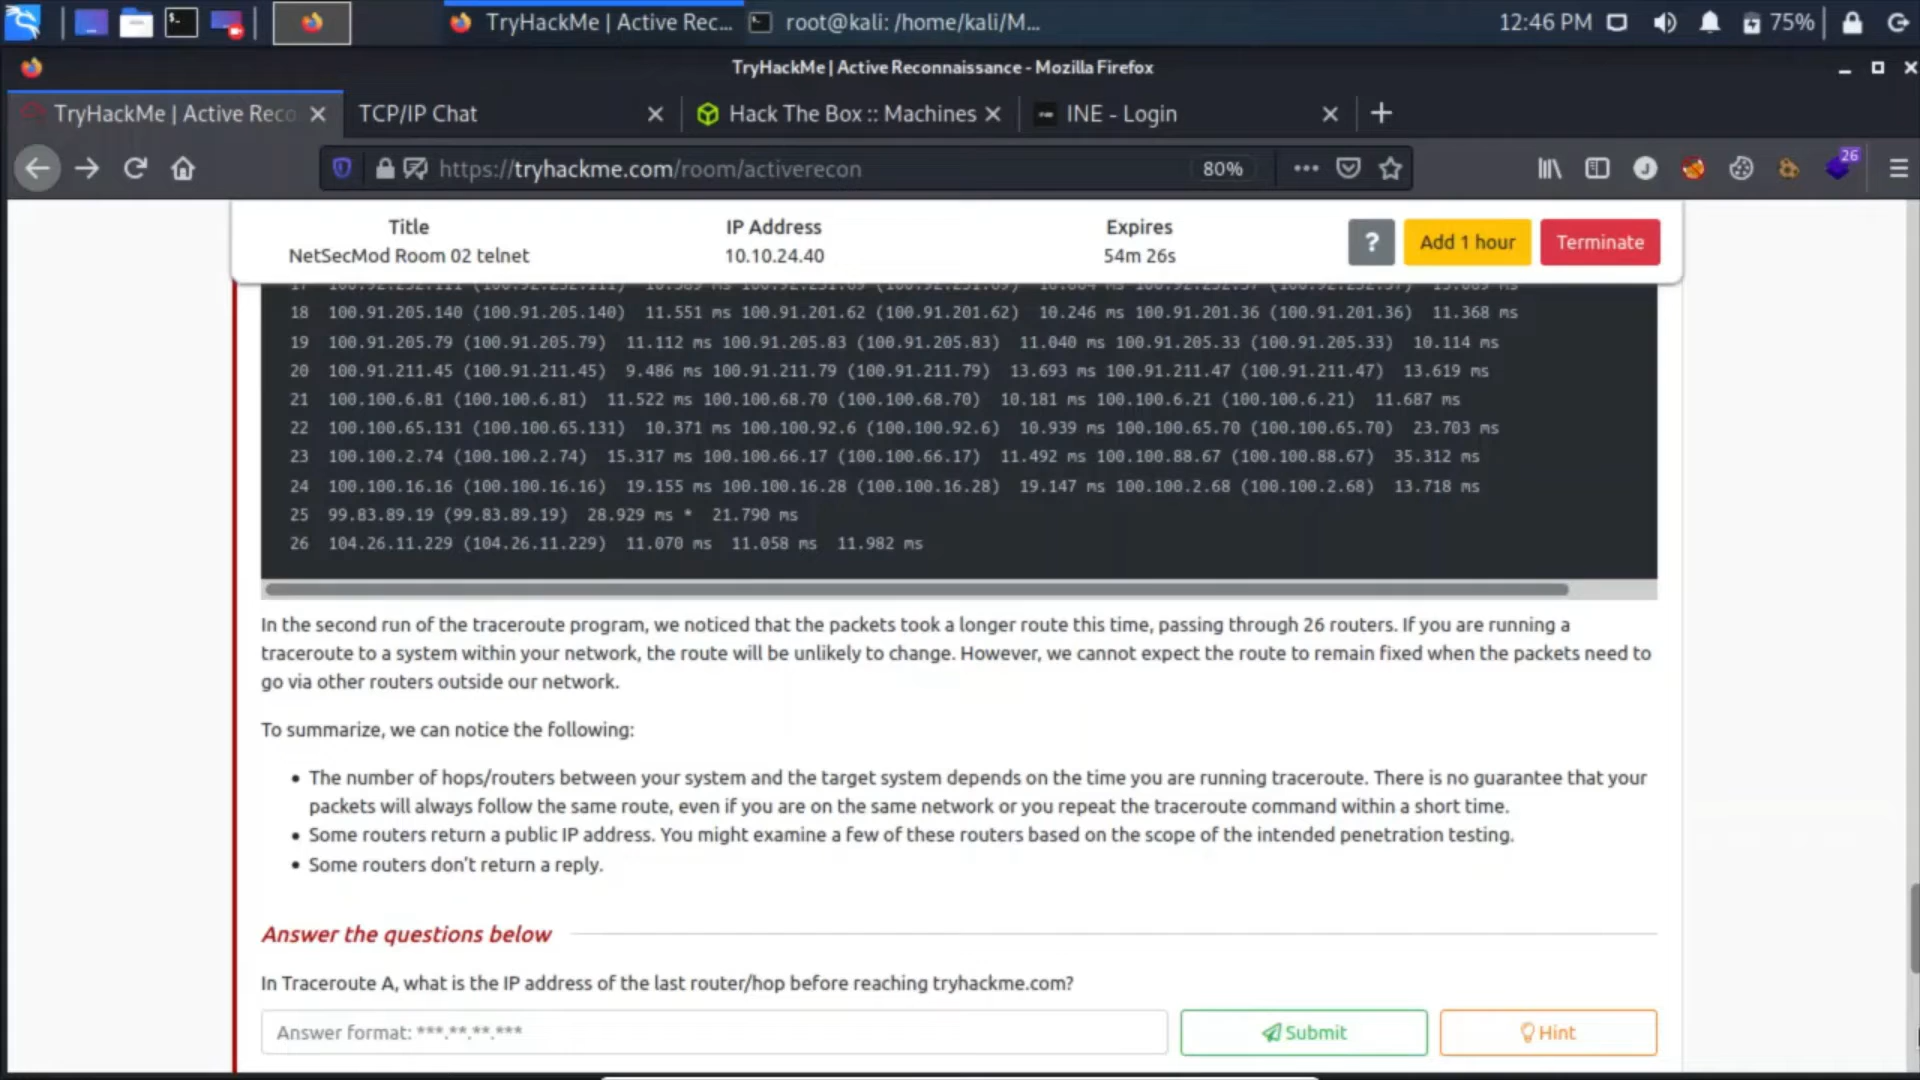 TryHackMe | Active Rec... root@kali: /home/kali/M... 12:46 PM 75%
TryHackMe | Active Reconnaissance - Mozilla Firefox
TryHackMe | Active Reco TCP/IP Chat Hack The Box :: Machines INE - Login
https://tryhackme.com/room/activerecon 80% J 26
Title IP Address Expires
NetSecMod Room 02 telnet 10.10.24.40 54m 26s ? Add 1 hour Terminate
18 100.91.205.140 (100.91.205.140) 11.551 ms 100.91.201.62 (100.91.201.62) 10.246 ms 100.91.201.36 (100.91.201.36) 11.368 ms
19 100.91.205.79 (100.91.205.79) 11.112 ms 100.91.205.83 (100.91.205.83) 11.040 ms 100.91.205.33 (100.91.205.33) 10.114 ms
20 100.91.211.45 (100.91.211.45) 9.486 ms 100.91.211.79 (100.91.211.79) 13.693 ms 100.91.211.47 (100.91.211.47) 13.619 ms
21 100.100.6.81 (100.100.6.81) 11.522 ms 100.100.68.70 (100.100.68.70) 10.181 ms 100.100.6.21 (100.100.6.21) 11.687 ms
22 100.100.65.131 (100.100.65.131) 10.371 ms 100.100.92.6 (100.100.92.6) 10.939 ms 100.100.65.70 (100.100.65.70) 23.703 ms
23 100.100.2.74 (100.100.2.74) 15.317 ms 100.100.66.17 (100.100.66.17) 11.492 ms 100.100.88.67 (100.100.88.67) 35.312 ms
24 100.100.16.16 (100.100.16.16) 19.155 ms 100.100.16.28 (100.100.16.28) 19.147 ms 100.100.2.68 (100.100.2.68) 13.718 ms
25 99.83.89.19 (99.83.89.19) 28.929 ms * 21.790 ms
26 104.26.11.229 (104.26.11.229) 11.070 ms 11.058 ms 11.982 ms
In the second run of the traceroute program, we noticed that the packets took a longer route this time, passing through 26 routers. If you are running a
traceroute to a system within your network, the route will be unlikely to change. However, we cannot expect the route to remain fixed when the packets need to
go via other routers outside our network.
To summarize, we can notice the following:
• The number of hops/routers between your system and the target system depends on the time you are running traceroute. There is no guarantee that your
packets will always follow the same route, even if you are on the same network or you repeat the traceroute command within a short time.
• Some routers return a public IP address. You might examine a few of these routers based on the scope of the intended penetration testing.
• Some routers don't return a reply.
Answer the questions below
In Traceroute A, what is the IP address of the last router/hop before reaching tryhackme.com?
Answer format: ***.**.**.*** Submit Hint